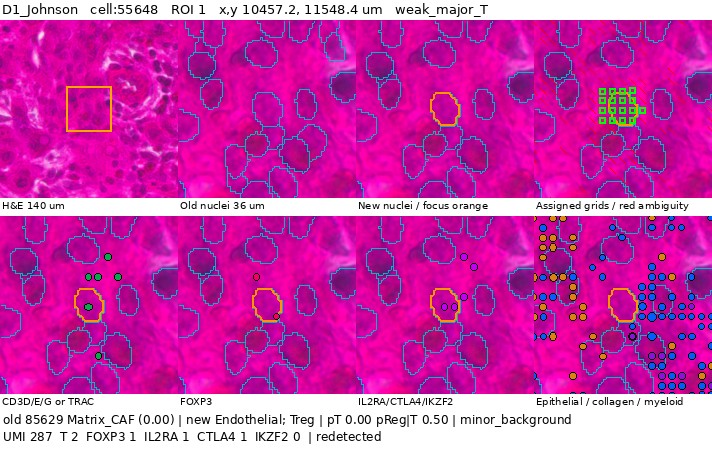 D1_Johnson cell:55648 ROI 1 x,y 10457.2, 11548.4 um weak_major_T
H&E 140 um
Old nuclei 36 um
New nuclei / focus orange
Assigned grids / red ambiguity
CD3D/E/G or TRAC
FOXP3
IL2RA/CTLA4/IKZF2
Epithelial / collagen / myeloid
old 85629 Matrix_CAF (0.00) | new Endothelial; Treg | pT 0.00 pReg|T 0.50 | minor_background
UMI 287 T 2 FOXP3 1 IL2RA 1 CTLA4 1 IKZF2 0 | redetected